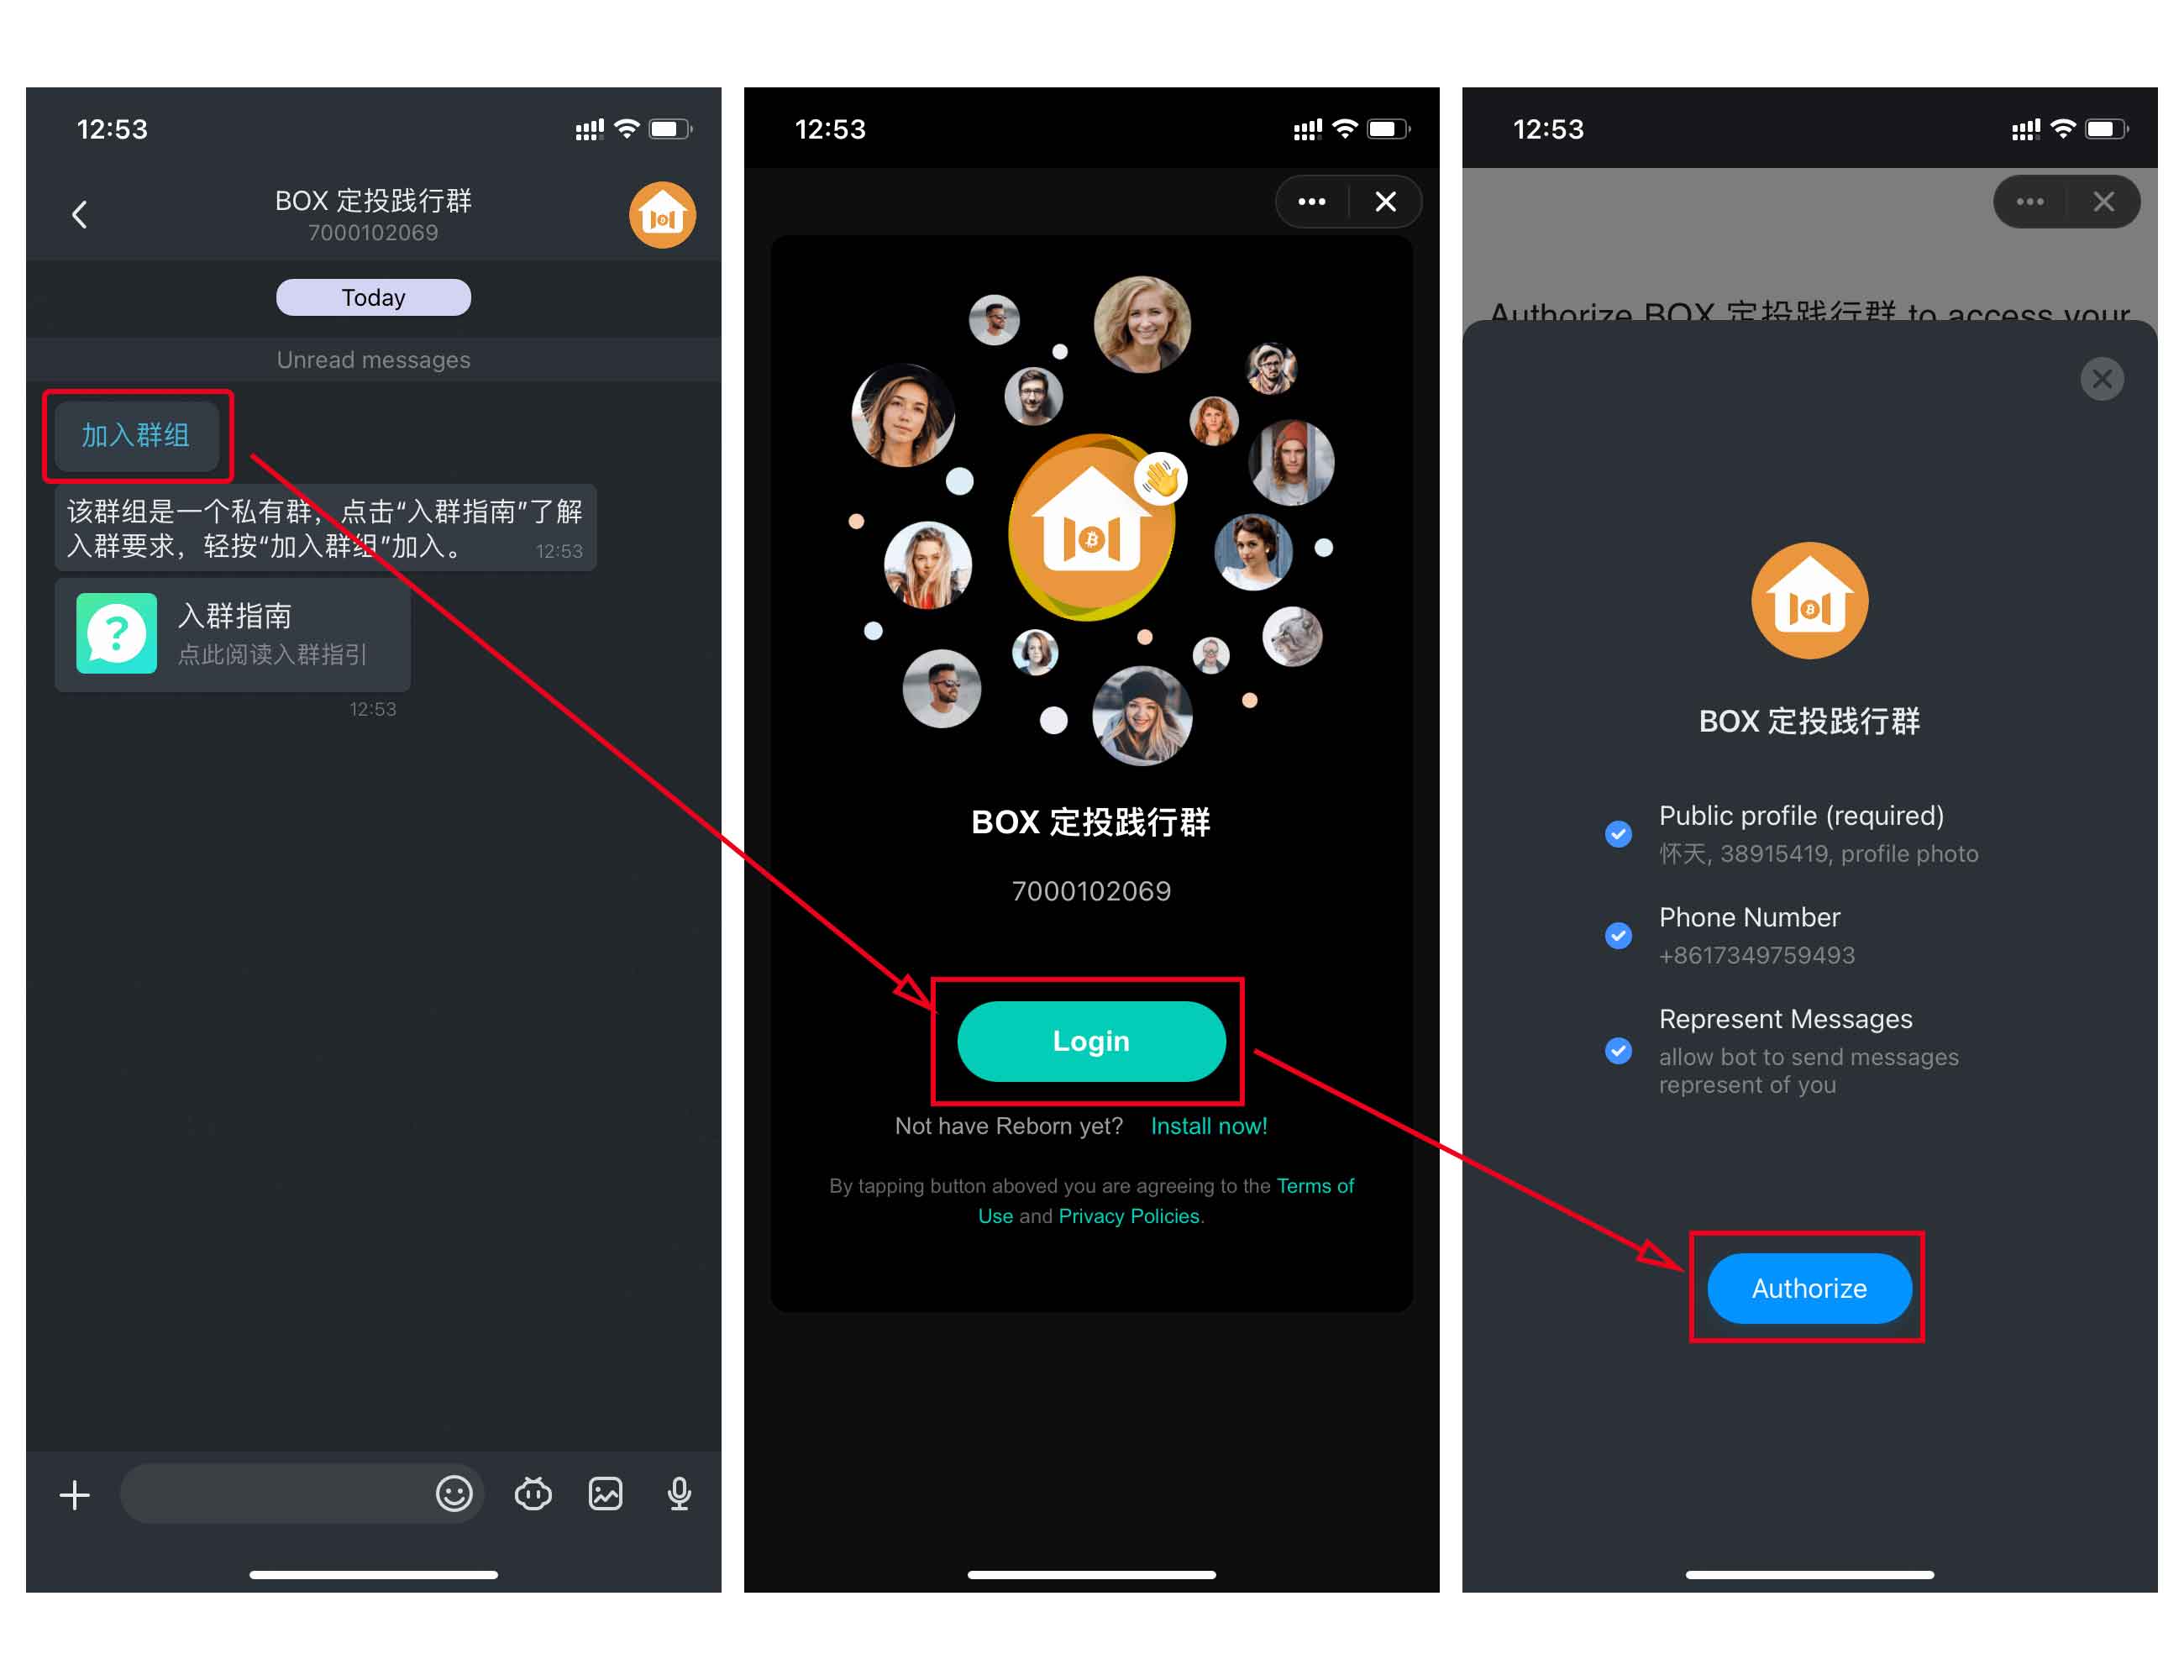 12:53
BOX 定投践行群
7000102069
Today
Unread messages
加入群组
该群组是一个私有群，点击“入群指南”了解
入群要求，轻按“加入群组”加入。
12:53
入群指南
点此阅读入群指引
12:53
12:53
BOX 定投践行群
7000102069
Login
Not have Reborn yet? Install now!
By tapping button aboved you are agreeing to the Terms of
Use and Privacy Policies.
12:53
Authorize BOX 定投践行群 to access your
BOX 定投践行群
Public profile (required)
怀天, 38915419, profile photo
Phone Number
+8617349759493
Represent Messages
allow bot to send messages
represent of you
Authorize